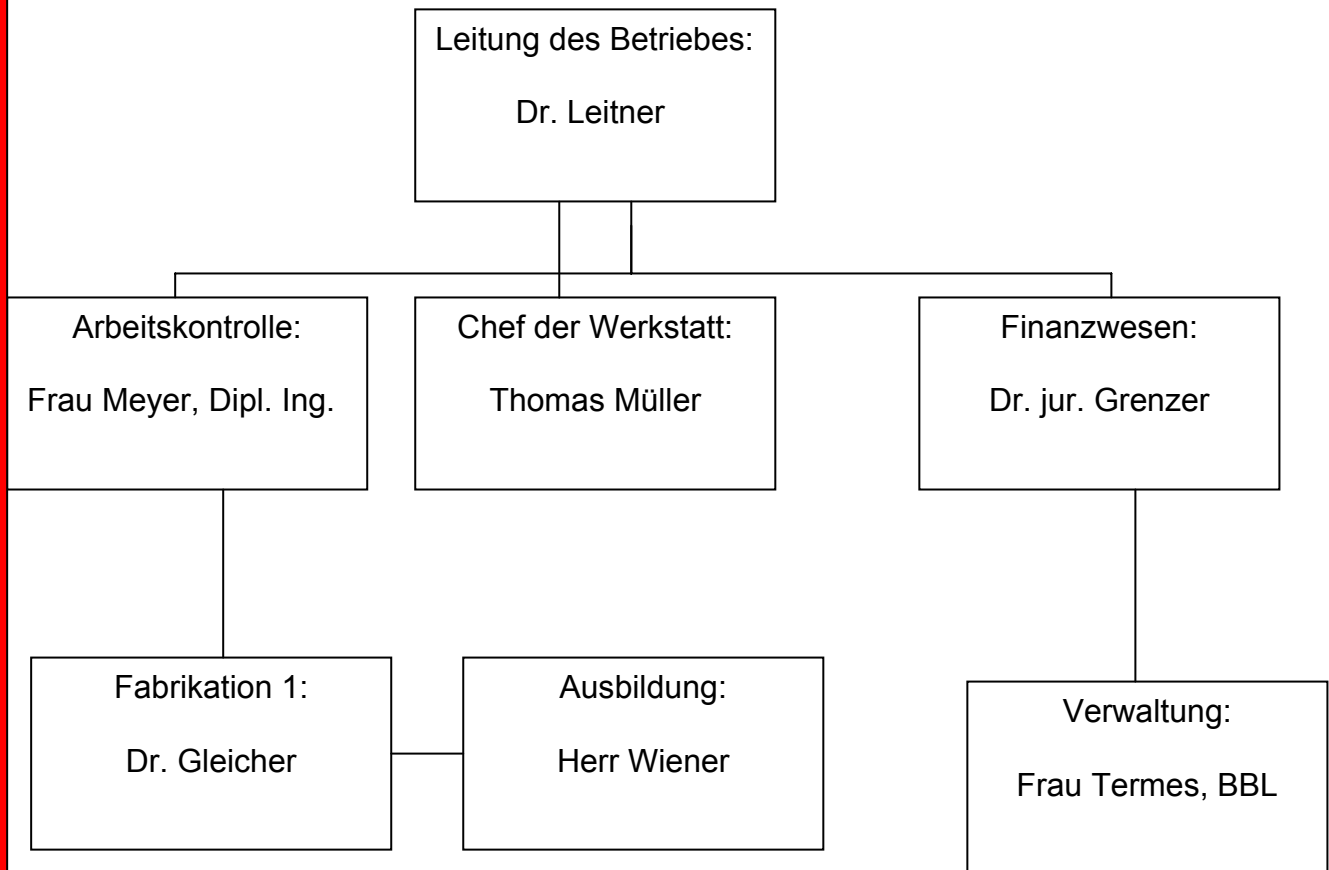 Leitung des Betriebes:
Dr. Leitner
Arbeitskontrolle:
Frau Meyer, Dipl. Ing.
Chef der Werkstatt:
Thomas Müller
Finanzwesen:
Dr. jur. Grenzer
Fabrikation 1:
Dr. Gleicher
Ausbildung:
Herr Wiener
Verwaltung:
Frau Termes, BBL